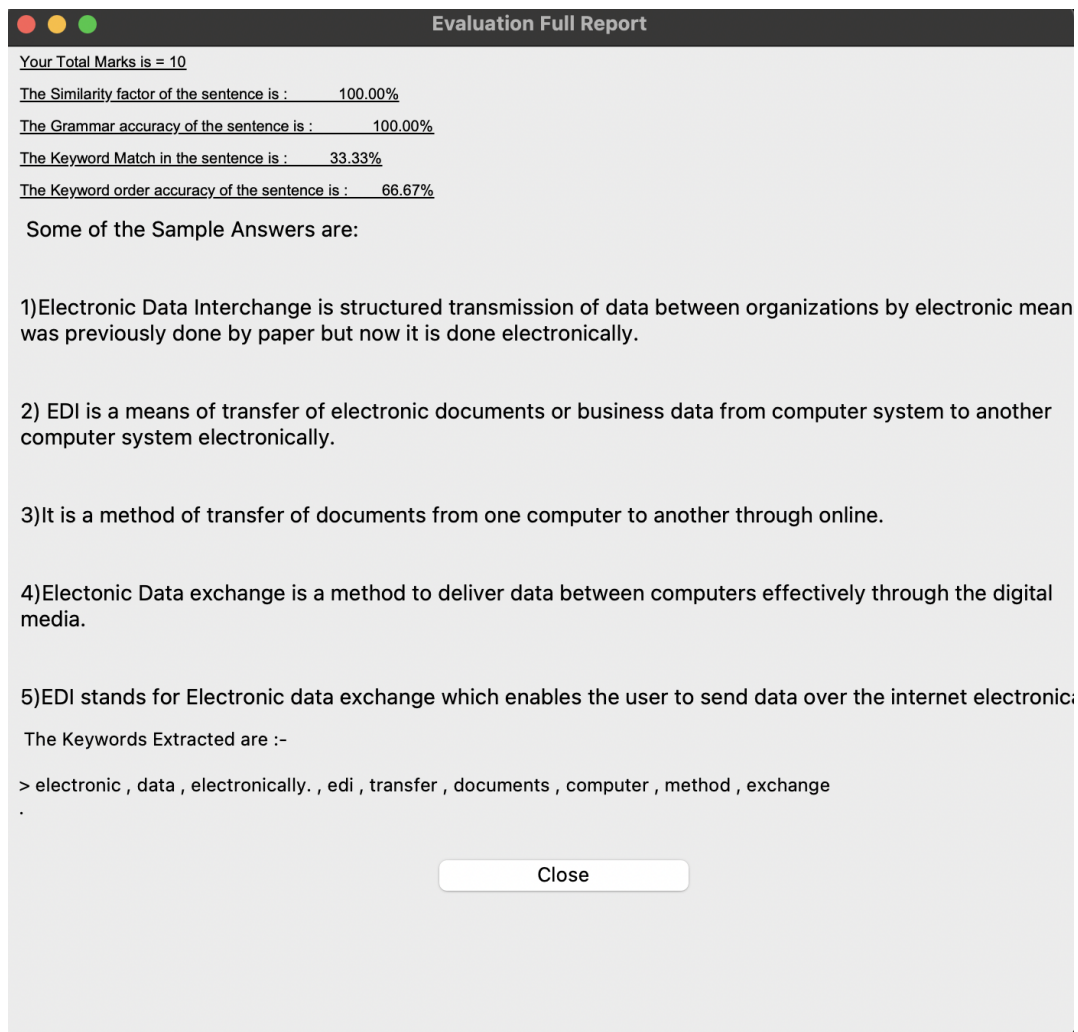 Evaluation Full Report
Your Total Marks is = 10
The Similarity factor of the sentence is : 100.00%
The Grammar accuracy of the sentence is : 100.00%
The Keyword Match in the sentence is : 33.33%
The Keyword order accuracy of the sentence is : 66.67%
Some of the Sample Answers are:
1)Electronic Data Interchange is structured transmission of data between organizations by electronic mean
was previously done by paper but now it is done electronically.
2) EDI is a means of transfer of electronic documents or business data from computer system to another
computer system electronically.
3)It is a method of transfer of documents from one computer to another through online.
4)Electonic Data exchange is a method to deliver data between computers effectively through the digital
media.
5)EDI stands for Electronic data exchange which enables the user to send data over the internet electronica
The Keywords Extracted are :-
> electronic , data , electronically. , edi , transfer , documents , computer , method , exchange
.
Close